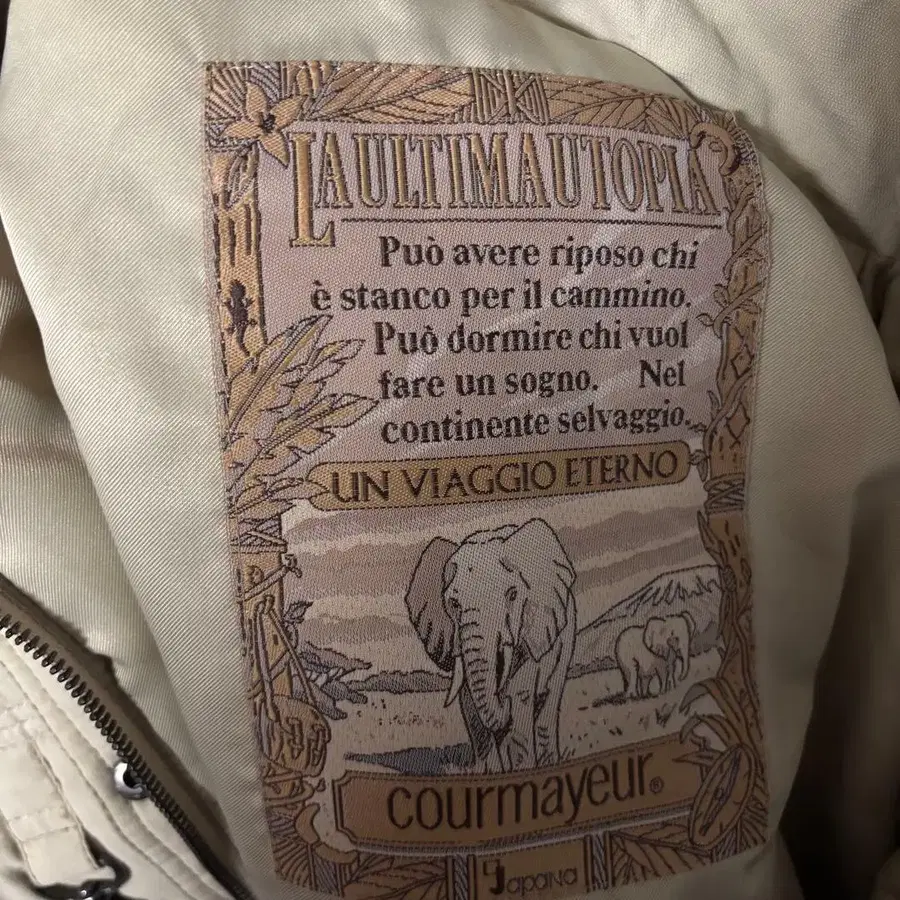 LAULTIMAUTOPIA
Può avere riposo chi
è stanco per il cammino.
Può dormire chi vuol
fare un sogno. Nel
continente selvaggio.
UN VIAGGIO ETERNO
courmayeur®
Japana